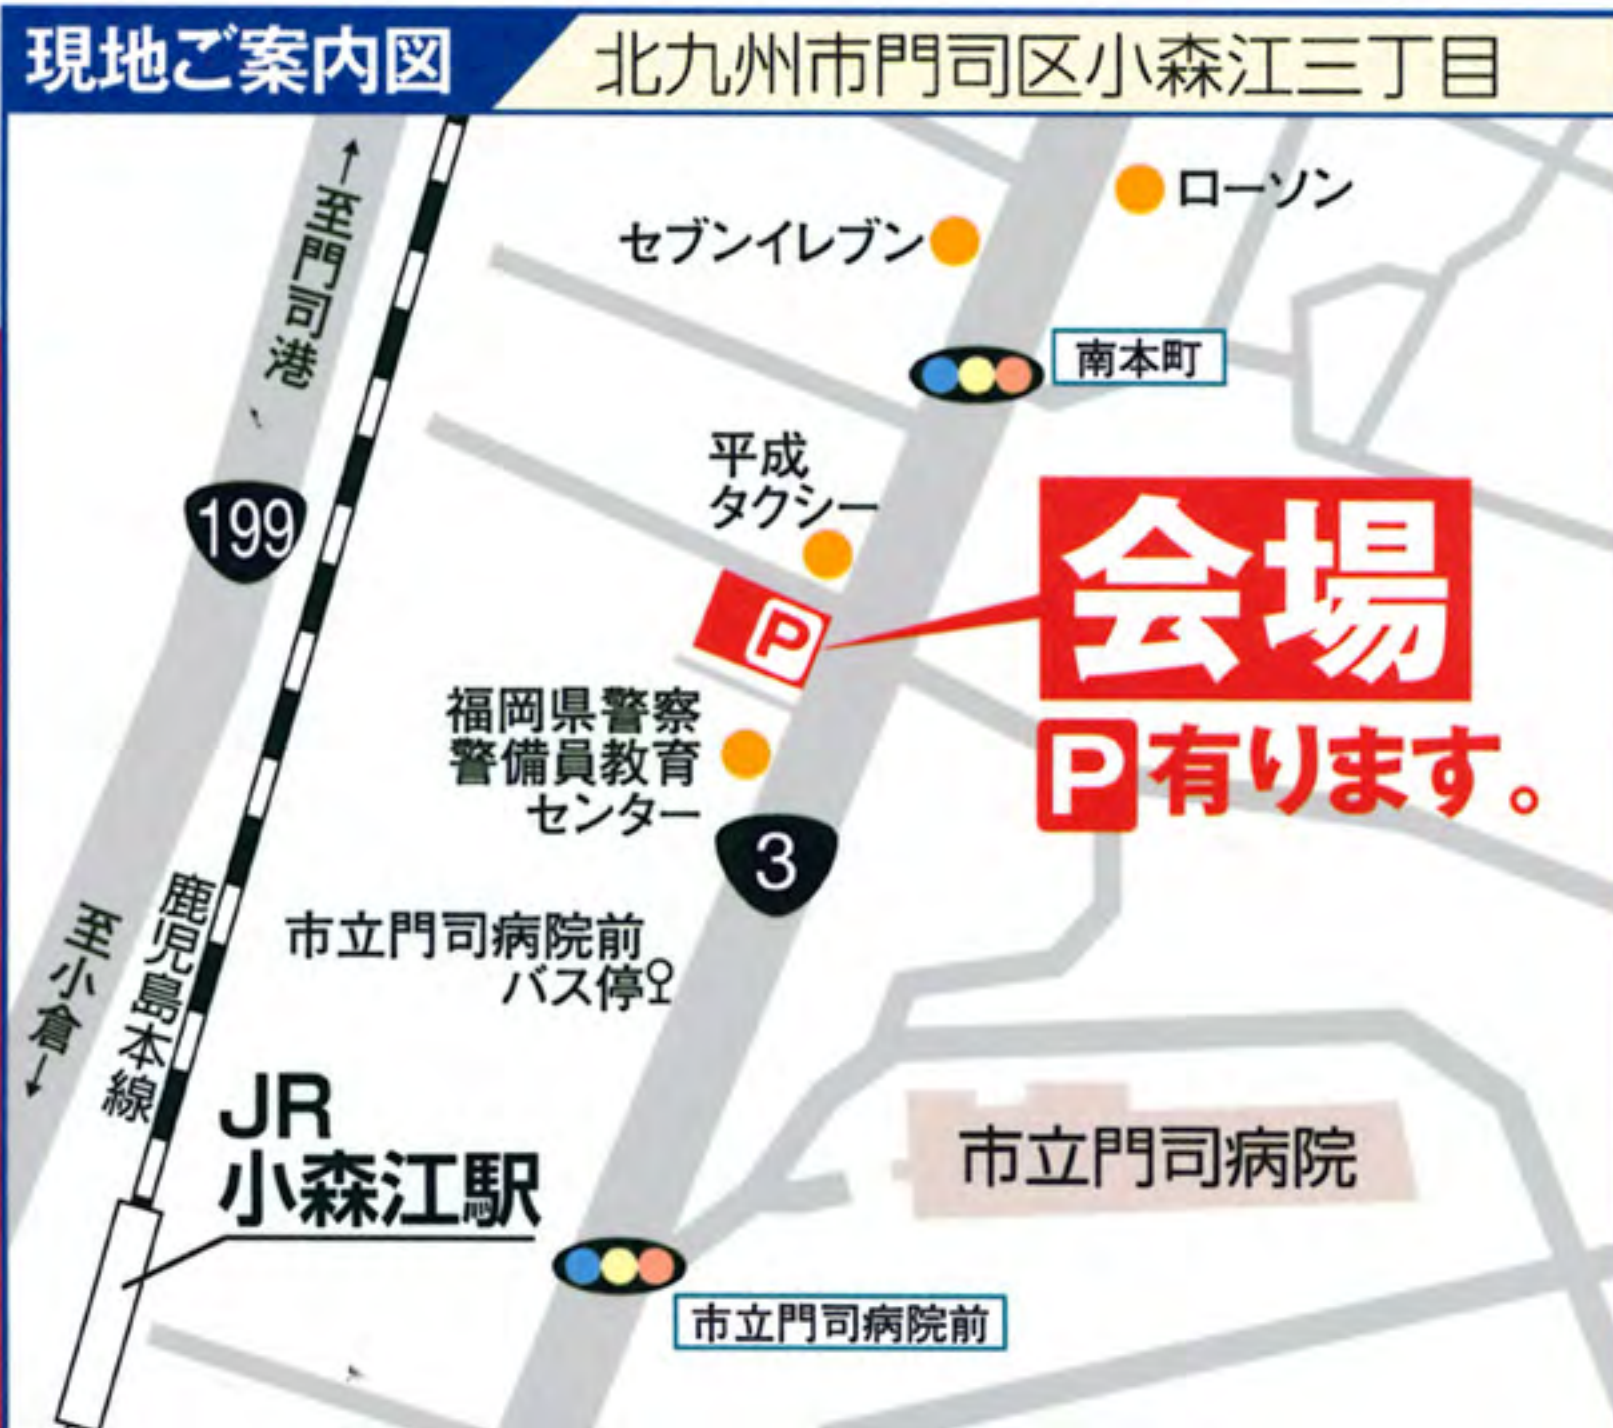 現地ご案内図
北九州市門司区小森江三丁目
←至門司港
ローソン
セブンイレブン
南本町
平成
タクシー
199
会場
P
P有ります。
福岡県警察
警備員教育
センター
3
鹿児島本線
至小倉→
市立門司病院前
バス停
JR
小森江駅
市立門司病院
市立門司病院前